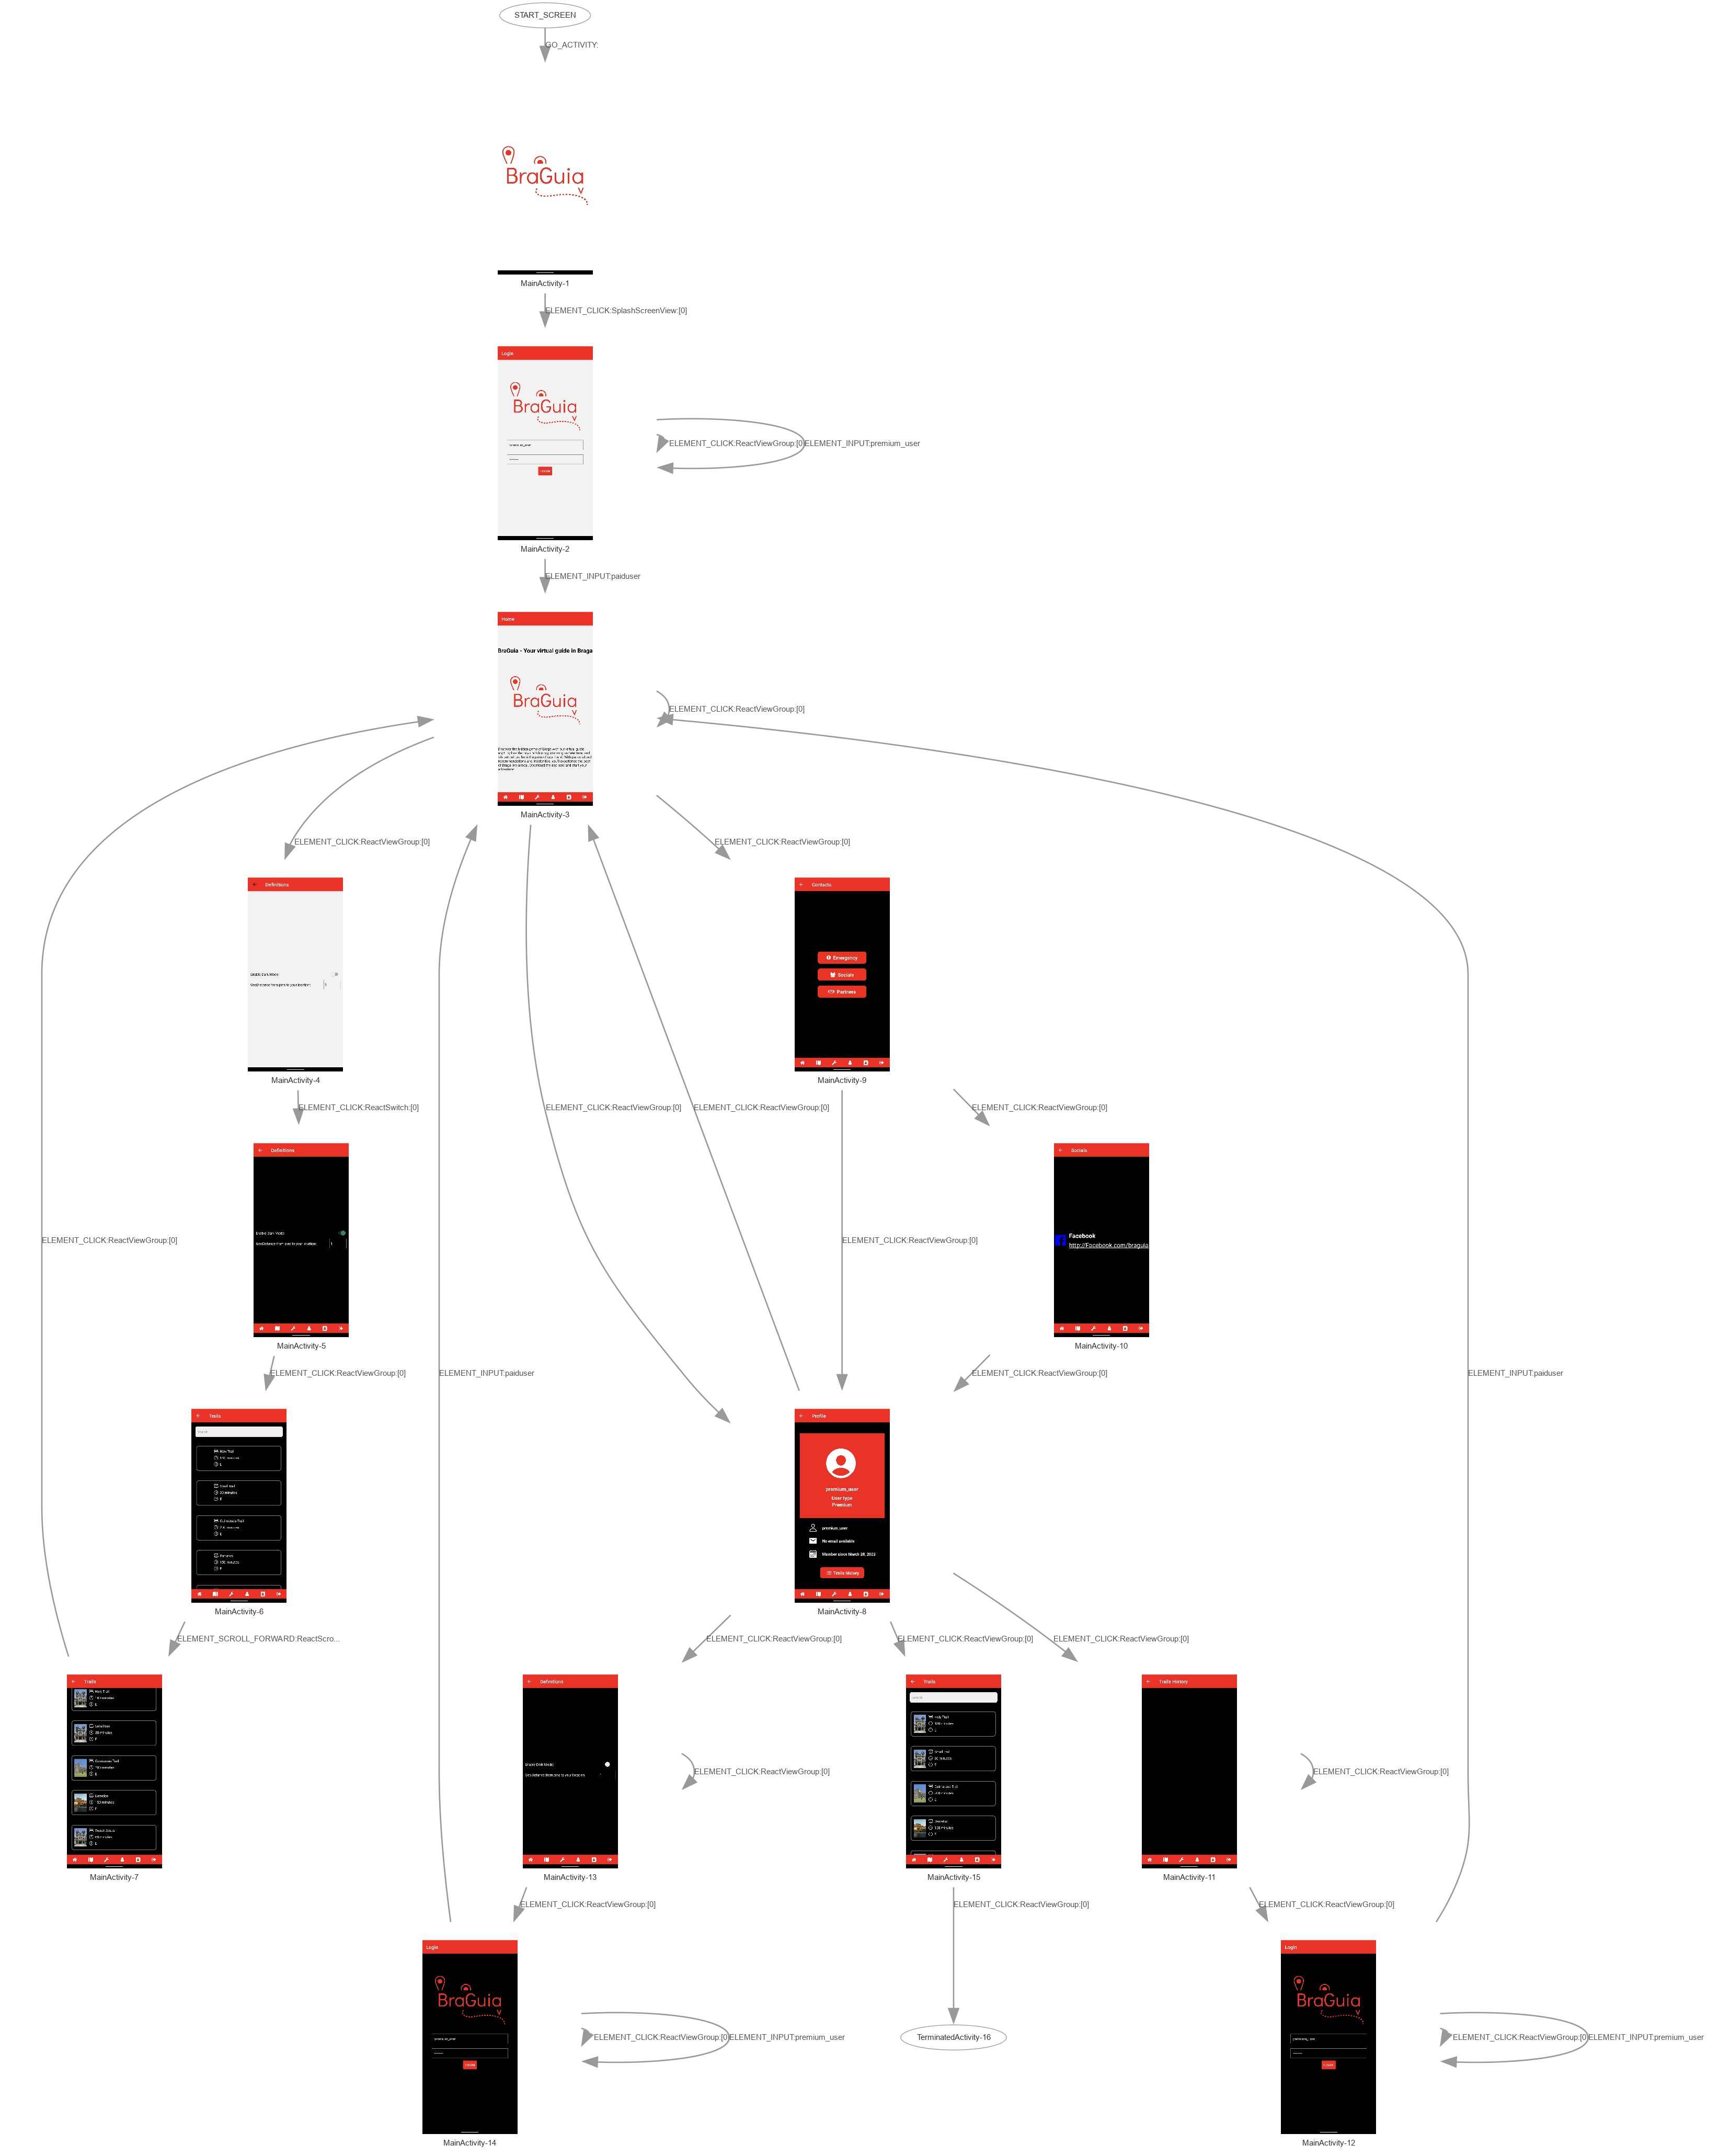 START_SCREEN
GO_ACTIVITY:
BraGuia
MainActivity-1
ELEMENT_CLICK:SplashScreenView:[0]
Login
BraGuia
premium_user
ELEMENT_CLICK:ReactViewGroup:[0]
ELEMENT_INPUT:premium_user
MainActivity-2
ELEMENT_INPUT:paiduser
Home
BraGuia - Your virtual guide in Braga
BraGuia
ELEMENT_CLICK:ReactViewGroup:[0]
MainActivity-3
ELEMENT_CLICK:ReactViewGroup:[0]
ELEMENT_CLICK:ReactViewGroup:[0]
Definitions
MainActivity-4
Contacts
Emergency
Socials
Partners
MainActivity-9
ELEMENT_CLICK:ReactSwitch:[0]
ELEMENT_CLICK:ReactViewGroup:[0]
ELEMENT_CLICK:ReactViewGroup:[0]
ELEMENT_CLICK:ReactViewGroup:[0]
Definitions
MainActivity-5
Socials
Facebook
http://Facebook.com/braguia
MainActivity-10
ELEMENT_CLICK:ReactViewGroup:[0]
ELEMENT_CLICK:ReactViewGroup:[0]
ELEMENT_CLICK:ReactViewGroup:[0]
ELEMENT_INPUT:paiduser
ELEMENT_CLICK:ReactViewGroup:[0]
ELEMENT_INPUT:paiduser
Trails
MainActivity-6
Profile
premium_user
User type:
Premium
premium_user
No email available
Trails History
MainActivity-8
ELEMENT_SCROLL_FORWARD:ReactScro...
ELEMENT_CLICK:ReactViewGroup:[0]
ELEMENT_CLICK:ReactViewGroup:[0]
ELEMENT_CLICK:ReactViewGroup:[0]
Trails
MainActivity-7
Definitions
ELEMENT_CLICK:ReactViewGroup:[0]
MainActivity-13
Trails
MainActivity-15
Trails History
ELEMENT_CLICK:ReactViewGroup:[0]
MainActivity-11
ELEMENT_CLICK:ReactViewGroup:[0]
ELEMENT_CLICK:ReactViewGroup:[0]
ELEMENT_CLICK:ReactViewGroup:[0]
Login
BraGuia
premium_user
ELEMENT_CLICK:ReactViewGroup:[0]
ELEMENT_INPUT:premium_user
MainActivity-14
TerminatedActivity-16
Login
BraGuia
ELEMENT_CLICK:ReactViewGroup:[0]
ELEMENT_INPUT:premium_user
MainActivity-12